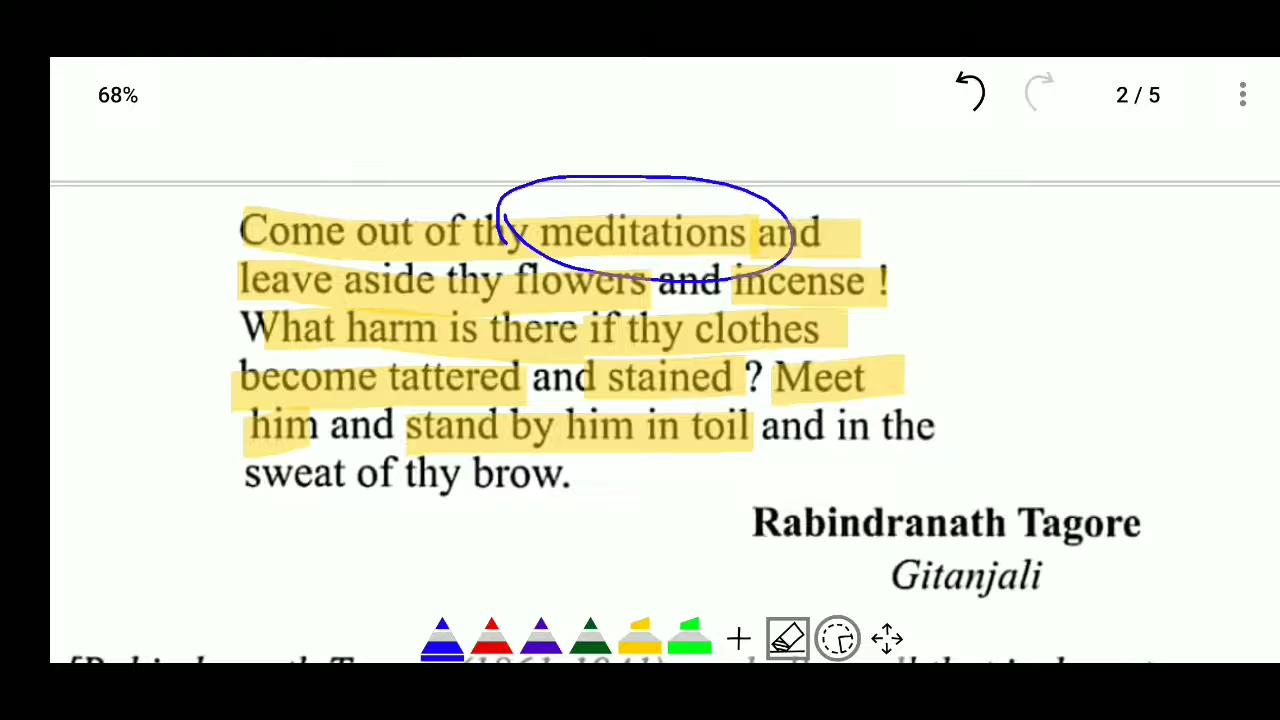 68%
2 / 5
Come out of thy meditations and
leave aside thy flowers and incense !
What harm is there if thy clothes
become tattered and stained ? Meet
him and stand by him in toil and in the
sweat of thy brow.
Rabindranath Tagore
Gitanjali